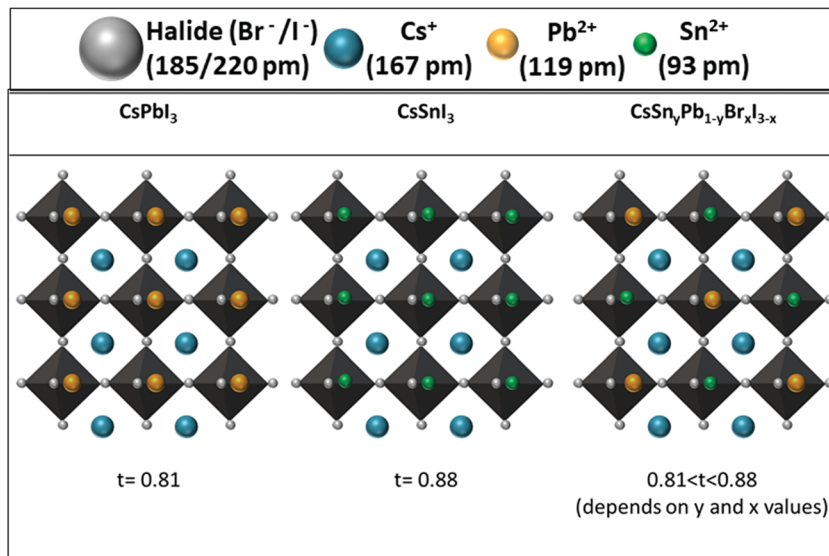 Halide (Br⁻/I⁻) Cs⁺ Pb²⁺ Sn²⁺
(185/220 pm) (167 pm) (119 pm) (93 pm)
CsPbI₃ CsSnI₃ CsSnᵧPb₁₋ᵧBrₓI₃₋ₓ
t= 0.81 t= 0.88 0.81<t<0.88
(depends on y and x values)